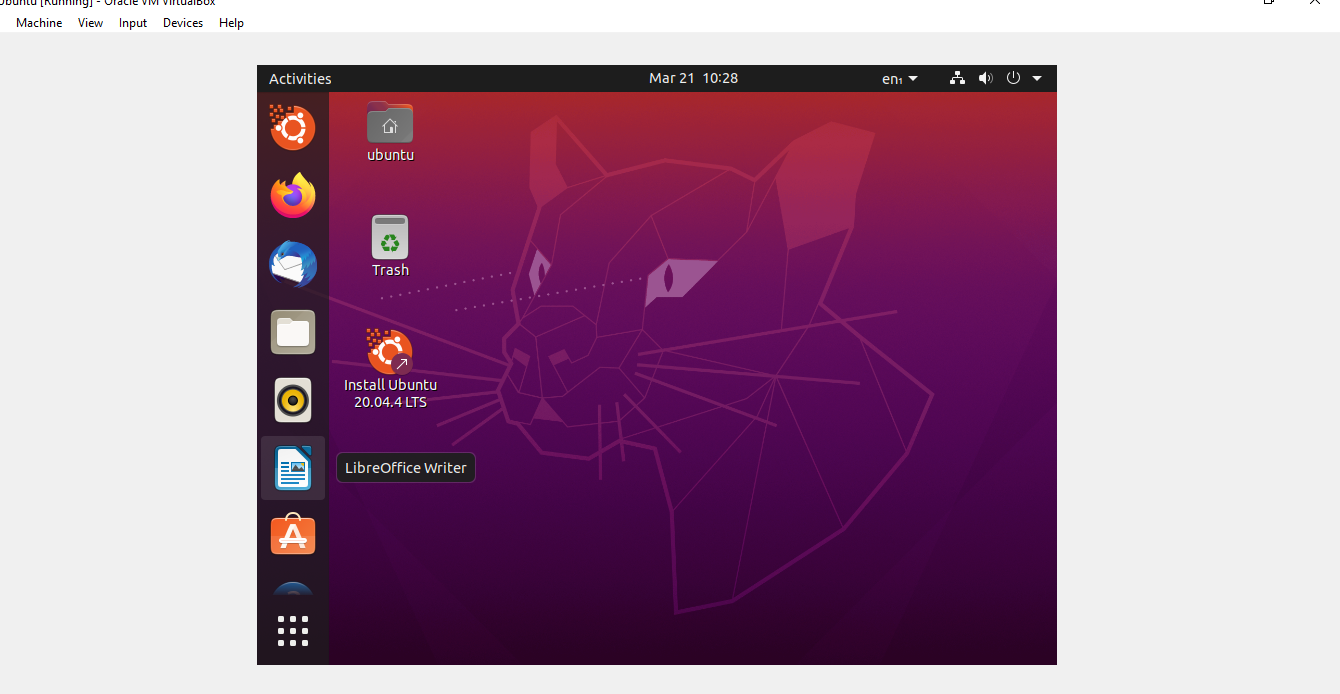 Ubuntu [Running] - Oracle VM VirtualBox
Machine View Input Devices Help
Activities
Mar 21 10:28
en₁
ubuntu
Trash
Install Ubuntu
20.04.4 LTS
LibreOffice Writer